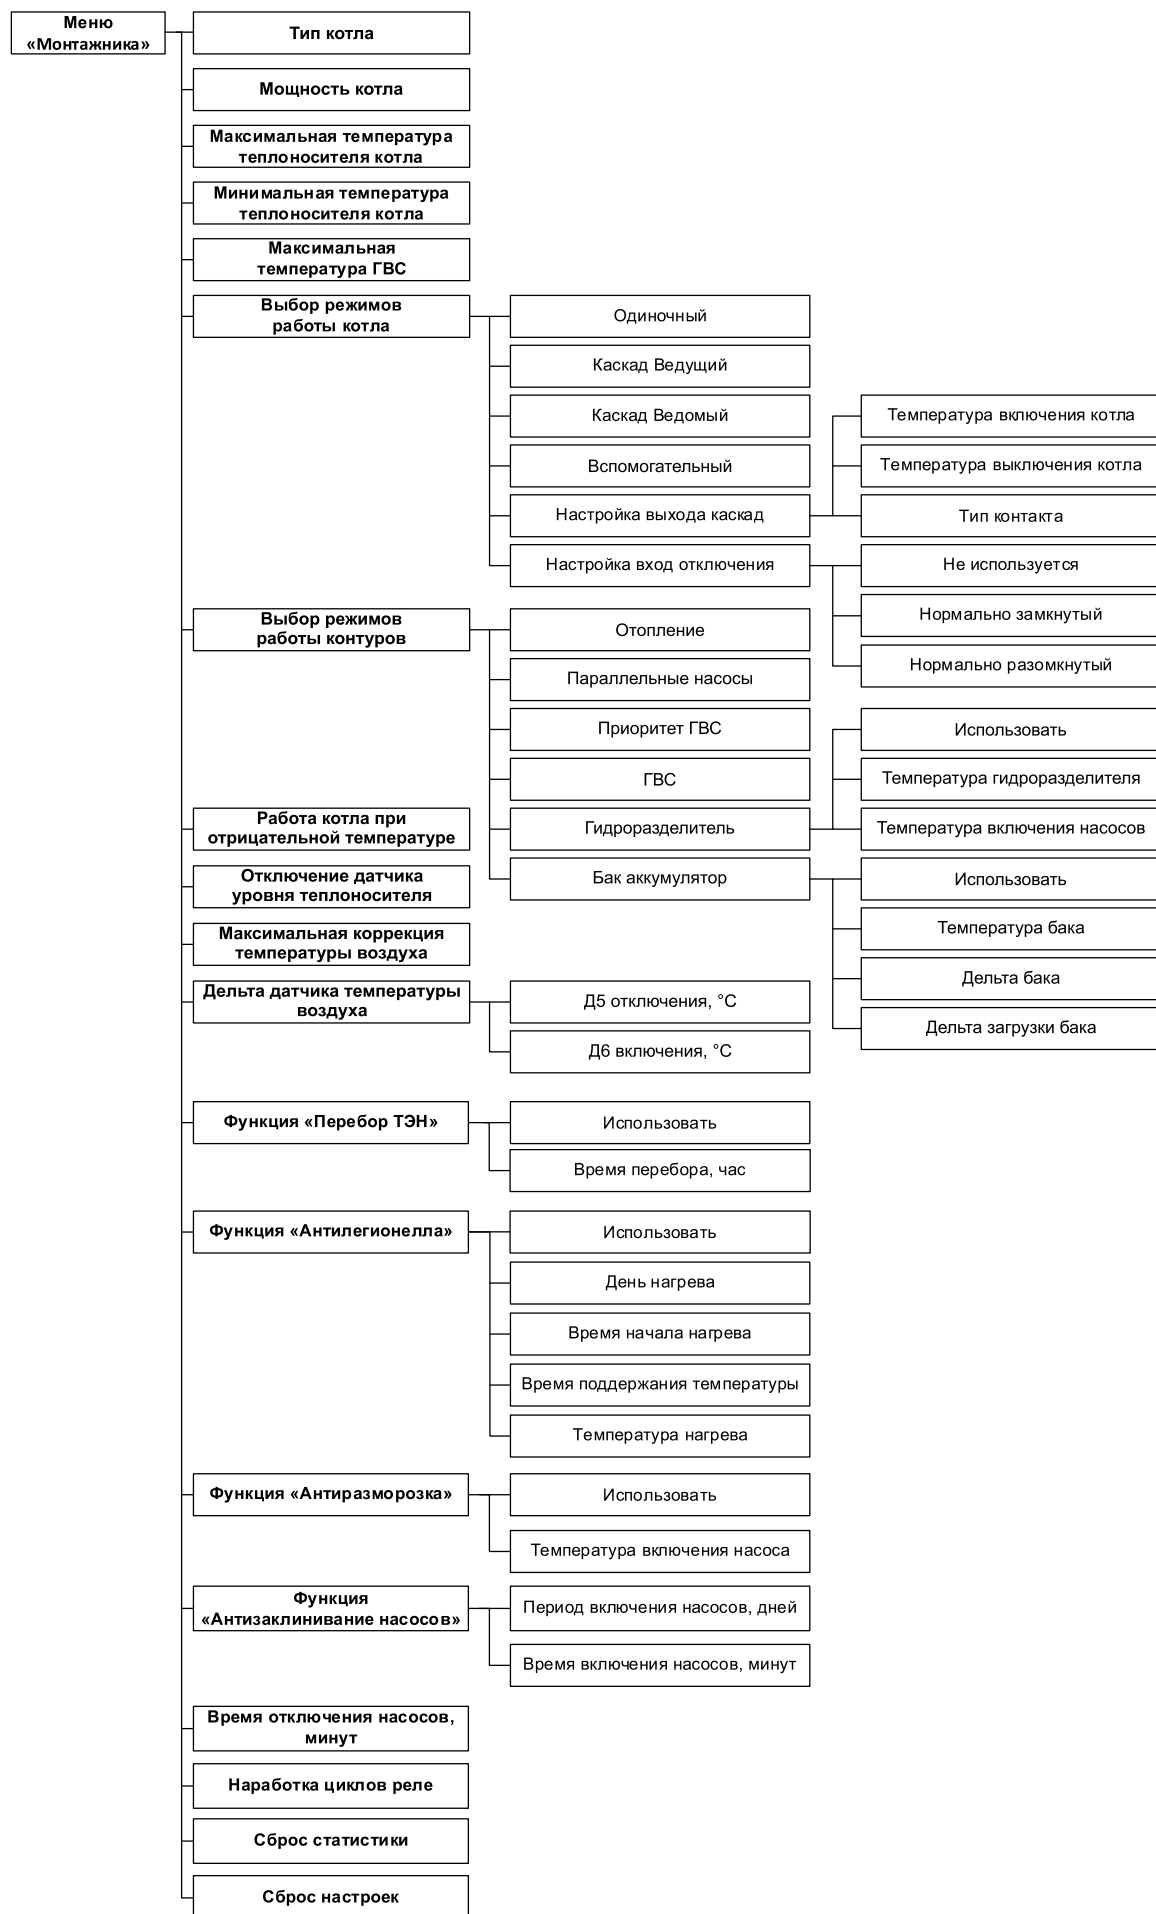 Меню
«Монтажника»
Тип котла
Мощность котла
Максимальная температура
теплоносителя котла
Минимальная температура
теплоносителя котла
Максимальная
температура ГВС
Выбор режимов
работы котла
Одиночный
Каскад Ведущий
Каскад Ведомый
Вспомогательный
Настройка выхода каскад
Температура включения котла
Температура выключения котла
Тип контакта
Настройка вход отключения
Не используется
Нормально замкнутый
Нормально разомкнутый
Выбор режимов
работы контуров
Отопление
Параллельные насосы
Приоритет ГВС
ГВС
Гидроразделитель
Использовать
Температура гидроразделителя
Температура включения насосов
Бак аккумулятор
Использовать
Температура бака
Дельта бака
Дельта загрузки бака
Работа котла при
отрицательной температуре
Отключение датчика
уровня теплоносителя
Максимальная коррекция
температуры воздуха
Дельта датчика температуры
воздуха
Д5 отключения, °С
Д6 включения, °С
Функция «Перебор ТЭН»
Использовать
Время перебора, час
Функция «Антилегионелла»
Использовать
День нагрева
Время начала нагрева
Время поддержания температуры
Температура нагрева
Функция «Антиразморозка»
Использовать
Температура включения насоса
Функция
«Антизаклинивание насосов»
Период включения насосов, дней
Время включения насосов, минут
Время отключения насосов,
минут
Наработка циклов реле
Сброс статистики
Сброс настроек